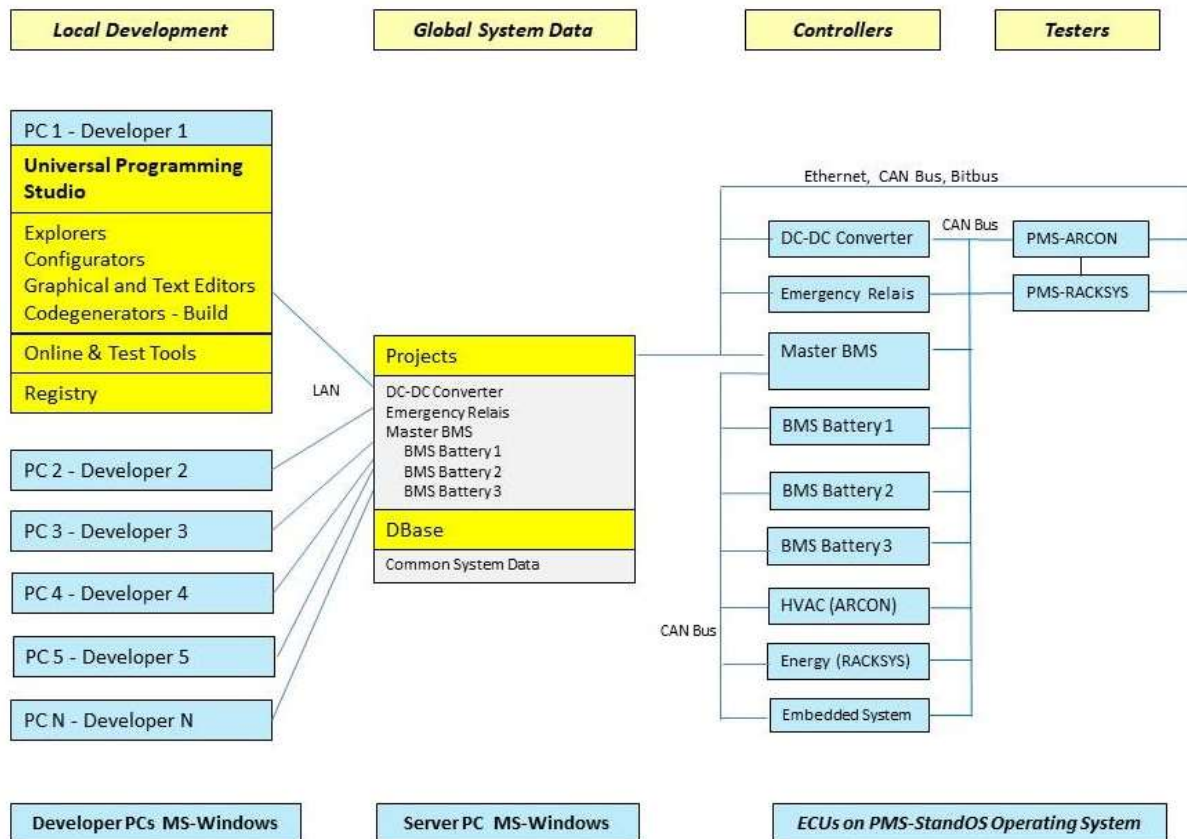 Local Development
Global System Data
Controllers
Testers
PC 1 - Developer 1
Universal Programming
Studio
Explorers
Configurators
Graphical and Text Editors
Codegenerators - Build
Online & Test Tools
Registry
PC 2 - Developer 2
PC 3 - Developer 3
PC 4 - Developer 4
PC 5 - Developer 5
PC N - Developer N
LAN
Projects
DC-DC Converter
Emergency Relais
Master BMS
BMS Battery 1
BMS Battery 2
BMS Battery 3
DBase
Common System Data
Ethernet, CAN Bus, Bitbus
CAN Bus
DC-DC Converter
Emergency Relais
Master BMS
BMS Battery 1
BMS Battery 2
BMS Battery 3
HVAC (ARCON)
Energy (RACKSYS)
Embedded System
CAN Bus
PMS-ARCON
PMS-RACKSYS
Developer PCs MS-Windows
Server PC MS-Windows
ECUs on PMS-StandOS Operating System